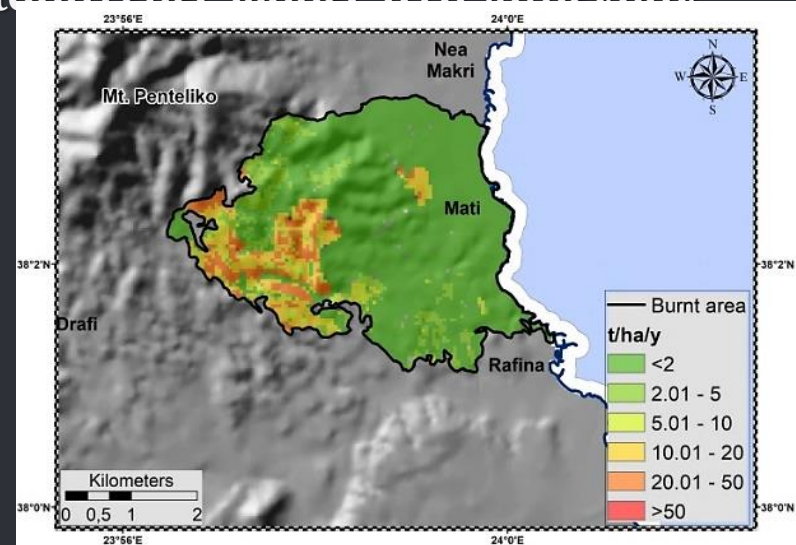 23°56'E
24°0'E
Nea
Makri
N
W
E
S
Mt. Penteliko
Mati
38°2'N
38°2'N
Drafi
Rafina
Burnt area
t/ha/y
<2
2.01 - 5
5.01 - 10
10.01 - 20
20.01 - 50
>50
Kilometers
0 0,5 1 2
38°0'N
38°0'N
23°56'E
24°0'E